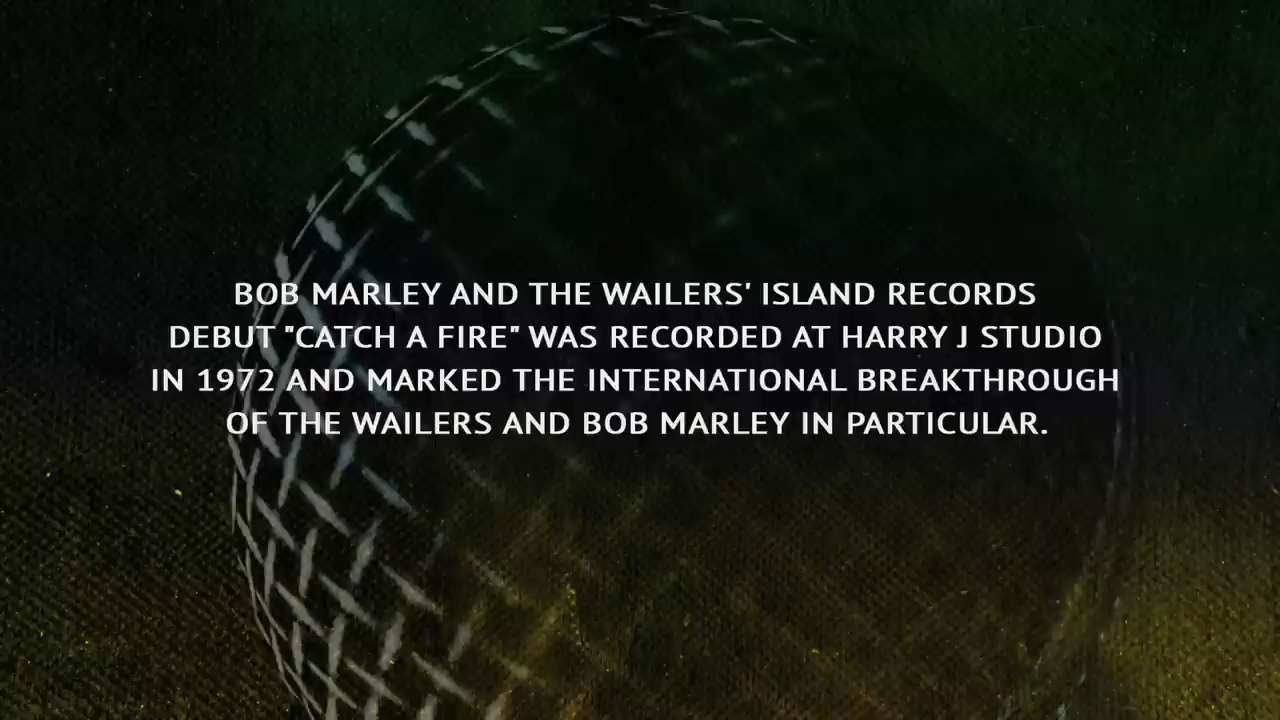 BOB MARLEY AND THE WAILERS' ISLAND RECORDS
DEBUT "CATCH A FIRE" WAS RECORDED AT HARRY J STUDIO
IN 1972 AND MARKED THE INTERNATIONAL BREAKTHROUGH
OF THE WAILERS AND BOB MARLEY IN PARTICULAR.